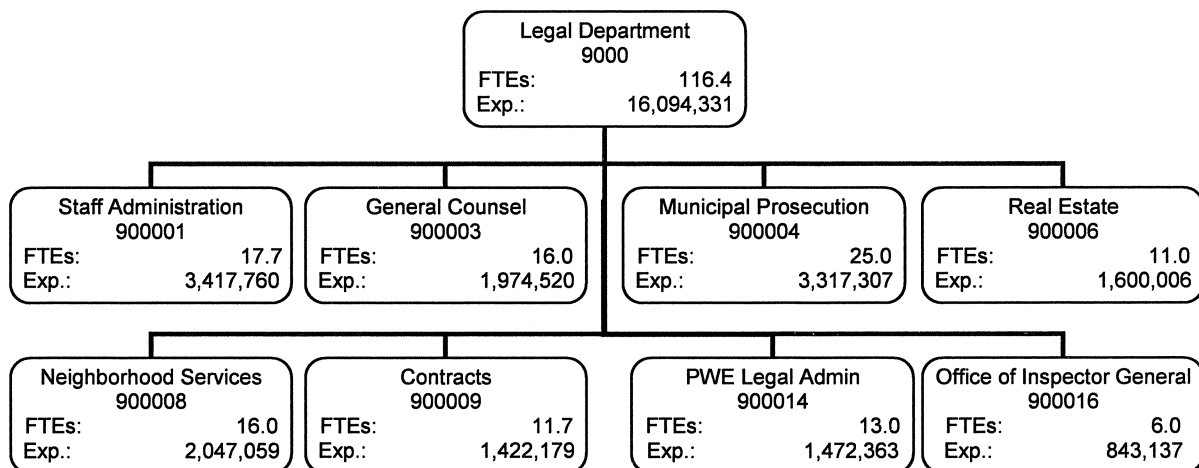 Legal Department
9000
FTEs: 116.4
Exp.: 16,094,331
Staff Administration
900001
FTEs: 17.7
Exp.: 3,417,760
General Counsel
900003
FTEs: 16.0
Exp.: 1,974,520
Municipal Prosecution
900004
FTEs: 25.0
Exp.: 3,317,307
Real Estate
900006
FTEs: 11.0
Exp.: 1,600,006
Neighborhood Services
900008
FTEs: 16.0
Exp.: 2,047,059
Contracts
900009
FTEs: 11.7
Exp.: 1,422,179
PWE Legal Admin
900014
FTEs: 13.0
Exp.: 1,472,363
Office of Inspector General
900016
FTEs: 6.0
Exp.: 843,137